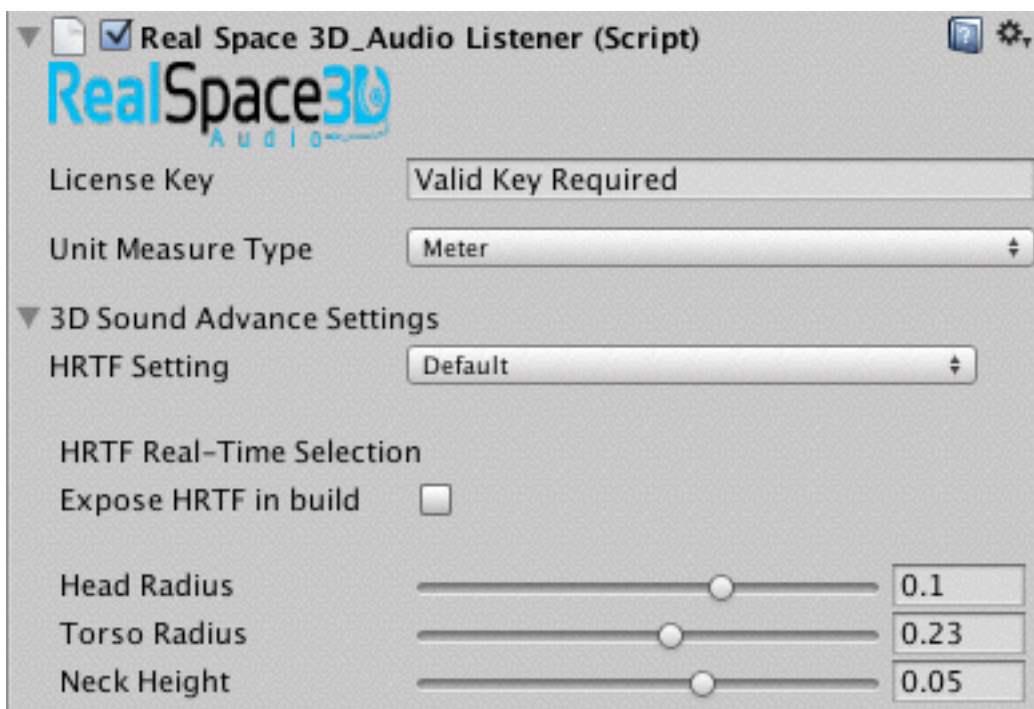 Real Space 3D_Audio Listener (Script)
RealSpace3D
Audio
License Key Valid Key Required
Unit Measure Type Meter
3D Sound Advance Settings
HRTF Setting Default
HRTF Real-Time Selection
Expose HRTF in build
Head Radius 0.1
Torso Radius 0.23
Neck Height 0.05